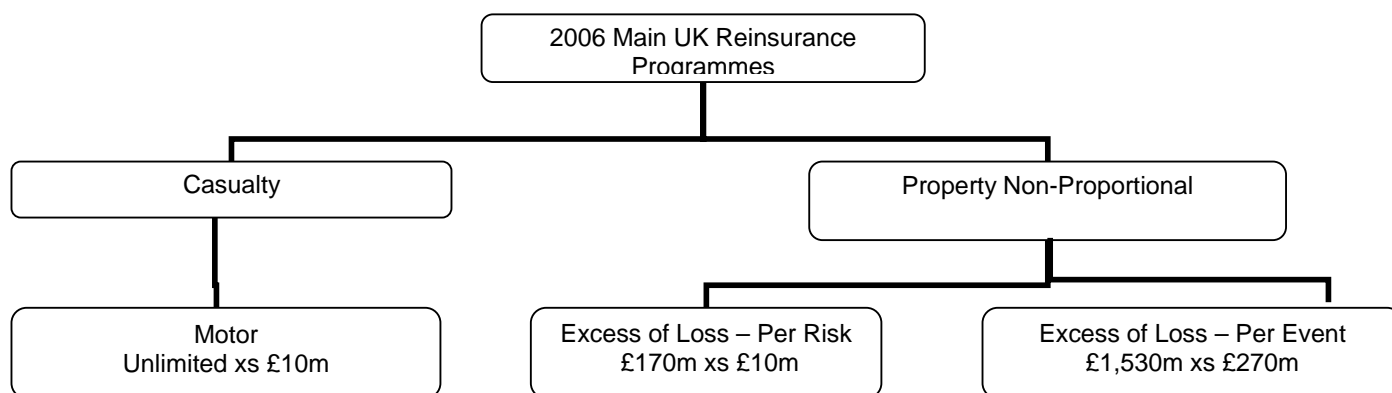 2006 Main UK Reinsurance
Programmes
Casualty
Property Non-Proportional
Motor
Unlimited xs £10m
Excess of Loss – Per Risk
£170m xs £10m
Excess of Loss – Per Event
£1,530m xs £270m